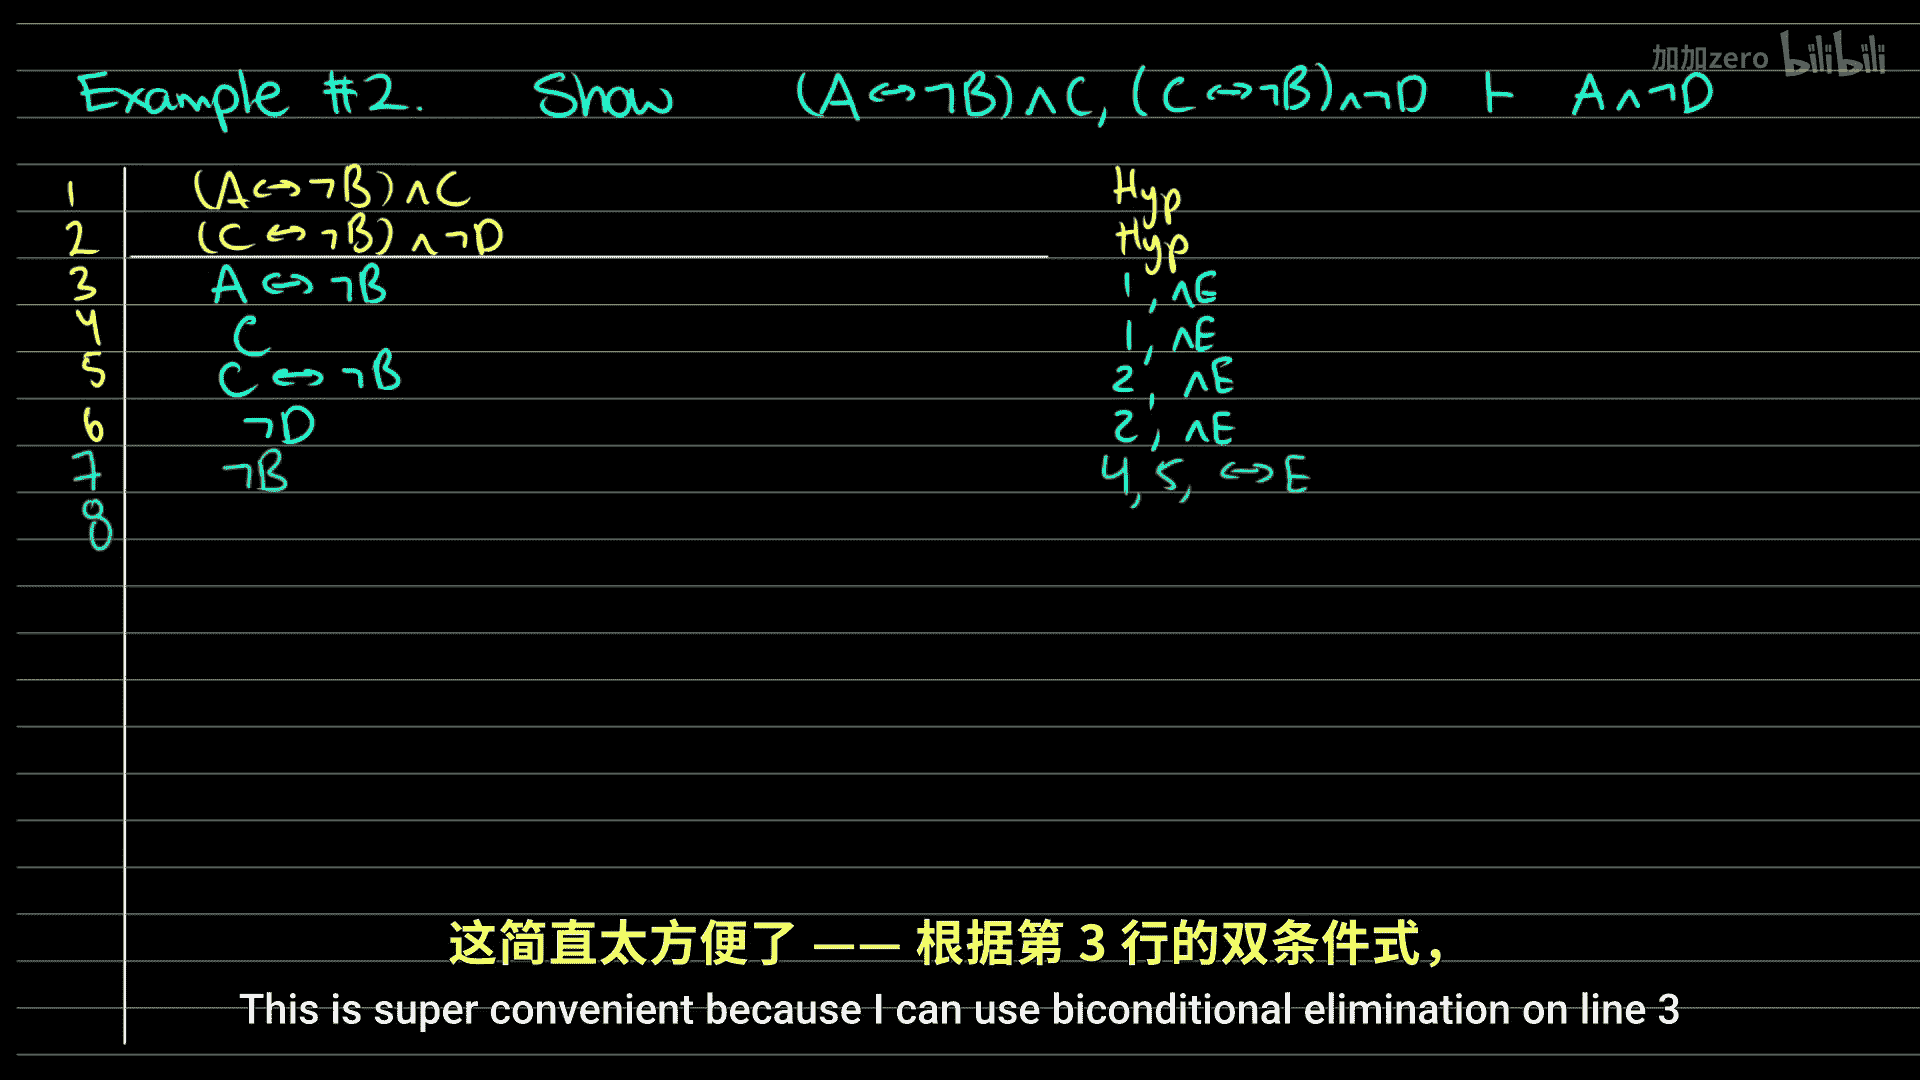 加加zero bilibili
Example #2. Show (A↔¬B)∧C, (C↔¬B)∧¬D ⊢ A∧¬D
1 (A↔¬B)∧C Hyp
2 (C↔¬B)∧¬D Hyp
3 A↔¬B 1, ∧E
4 C 1, ∧E
5 C↔¬B 2, ∧E
6 ¬D 2, ∧E
7 ¬B 4, 5, ↔E
8
这简直太方便了 —— 根据第 3 行的双条件式，
This is super convenient because I can use biconditional elimination on line 3